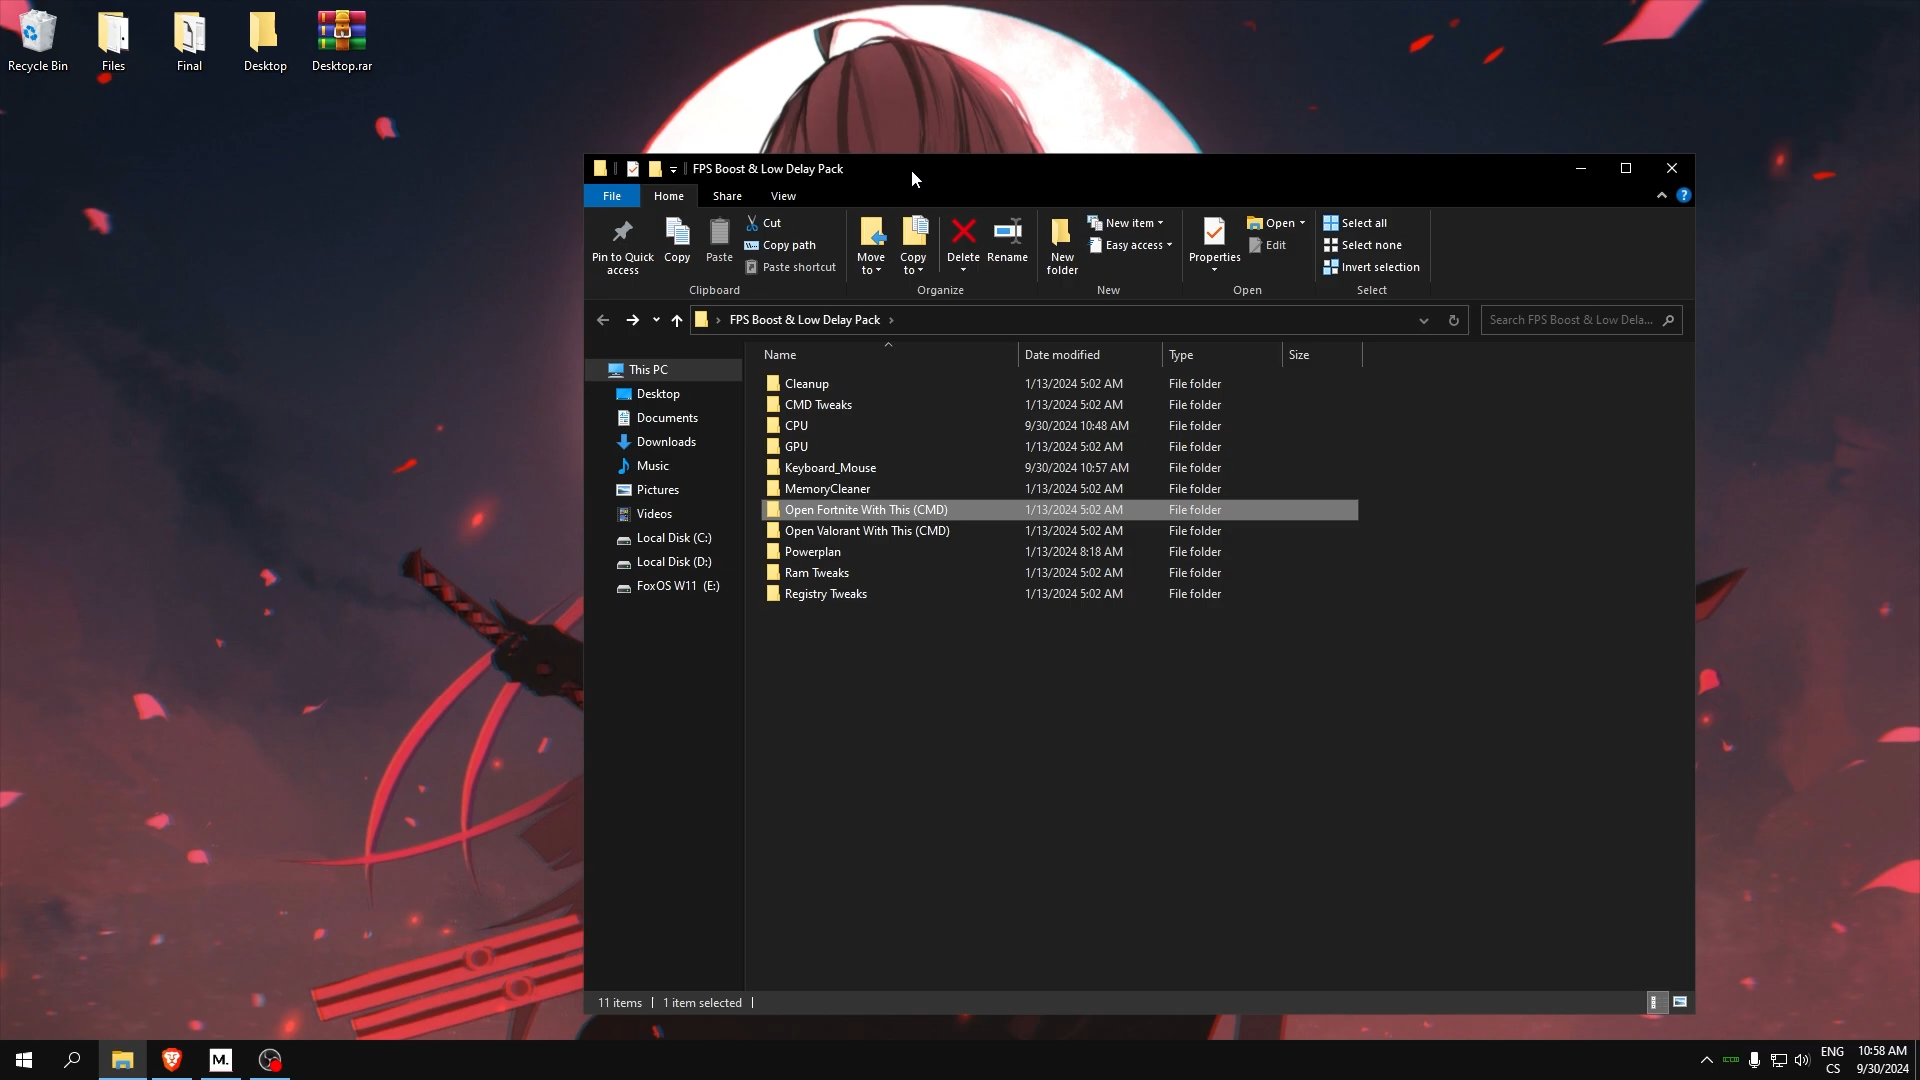 Recycle Bin
Files
Final
Desktop
Desktop.rar
FPS Boost & Low Delay Pack
File
Home
Share
View
?
Pin to Quick
access
Copy
Paste
Cut
Copy path
Paste shortcut
Clipboard
Move
to
Copy
to
Delete
Rename
Organize
New
folder
New item
Easy access
New
Properties
Open
Edit
Open
Select all
Select none
Invert selection
Select
FPS Boost & Low Delay Pack
Search FPS Boost & Low Dela...
This PC
Desktop
Documents
Downloads
Music
Pictures
Videos
Local Disk (C:)
Local Disk (D:)
FoxOS W11 (E:)
Name Date modified Type Size
Cleanup 1/13/2024 5:02 AM File folder
CMD Tweaks 1/13/2024 5:02 AM File folder
CPU 9/30/2024 10:48 AM File folder
GPU 1/13/2024 5:02 AM File folder
Keyboard_Mouse 9/30/2024 10:57 AM File folder
MemoryCleaner 1/13/2024 5:02 AM File folder
Open Fortnite With This (CMD) 1/13/2024 5:02 AM File folder
Open Valorant With This (CMD) 1/13/2024 5:02 AM File folder
Powerplan 1/13/2024 8:18 AM File folder
Ram Tweaks 1/13/2024 5:02 AM File folder
Registry Tweaks 1/13/2024 5:02 AM File folder
11 items
1 item selected
M.
ENG
CS
10:58 AM
9/30/2024